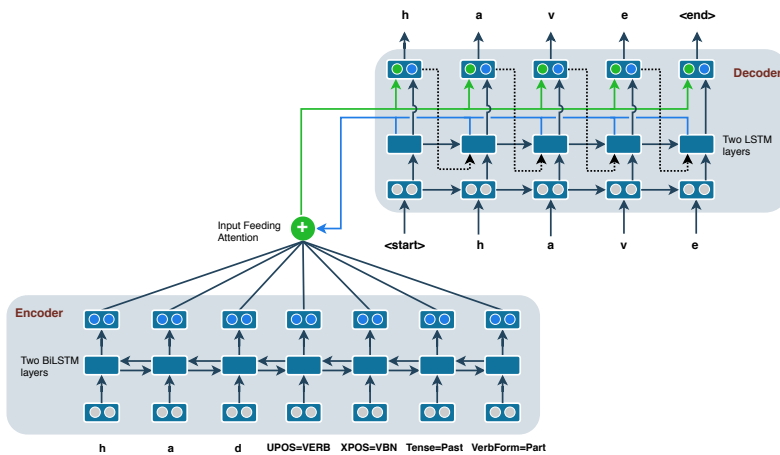 h a v e <end>
Decoder
Two LSTM
layers
Input Feeding
Attention
<start> h a v e
Encoder
Two BiLSTM
layers
h a d UPOS=VERB XPOS=VBN Tense=Past VerbForm=Part